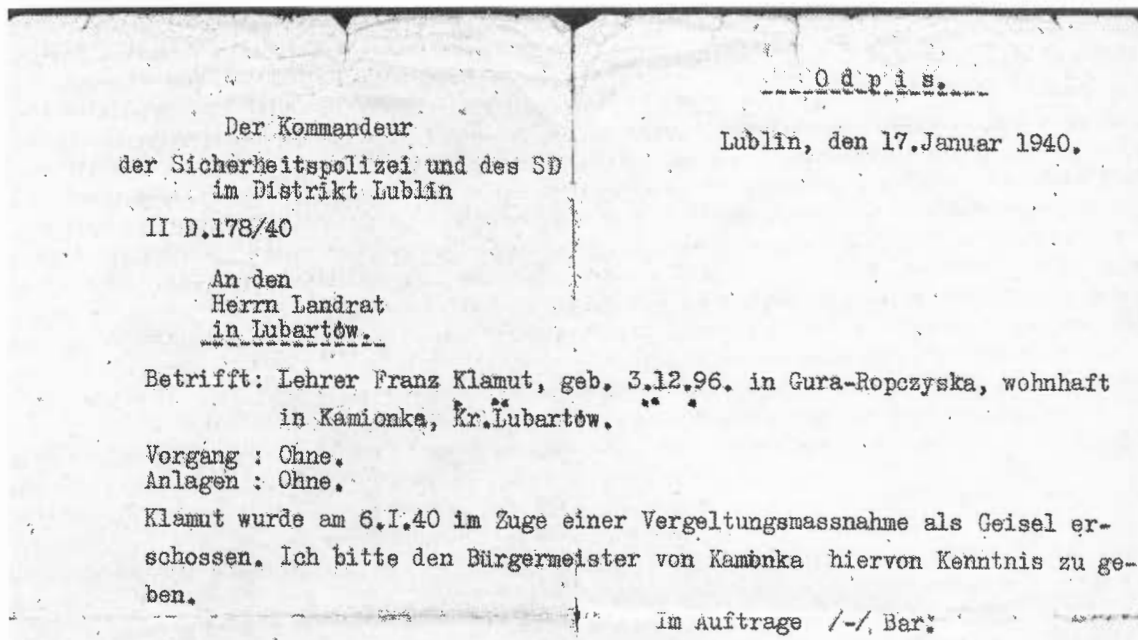 O d p i s.
Der Kommandeur
Lublin, den 17.Januar 1940.
der Sicherheitspolizei und des SD
im Distrikt Lublin
II D.178/40
An den
Herrn Landrat
in Lubartów.
Betrifft: Lehrer Franz Klamut, geb. 3.12.96. in Gura-Ropczyska, wohnhaft
in Kamionka, Kr.Lubartów.
Vorgang : Ohne.
Anlagen : Ohne.
Klamut wurde am 6.I.40 im Zuge einer Vergeltungsmassnahme als Geisel er-
schossen. Ich bitte den Bürgermeister von Kambnka hiervon Kenntnis zu ge-
ben.
Im Auftrage /-/ Bar: